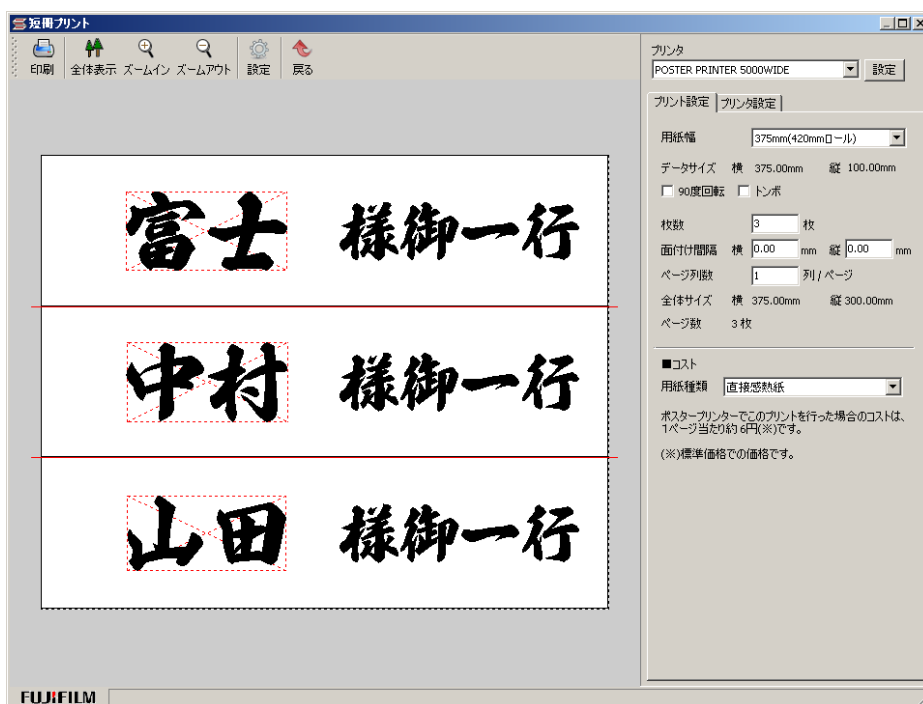 短冊プリント
印刷 全体表示 ズームイン ズームアウト 設定 戻る
富士 様御一行
中村 様御一行
山田 様御一行
プリンタ
POSTER PRINTER 5000WIDE 設定
プリント設定 プリンタ設定
用紙幅 375mm(420mmロール)
データサイズ 横 375.00mm 縦 100.00mm
90度回転 トンボ
枚数 3 枚
面付け間隔 横 0.00 mm 縦 0.00 mm
ページ列数 1 列/ページ
全体サイズ 横 375.00mm 縦 300.00mm
ページ数 3枚
■コスト
用紙種類 直接感熱紙
ポスタープリンターでこのプリントを行った場合のコストは、
1ページ当たり約6円(※)です。
(※)標準価格での価格です。
FUJIFILM